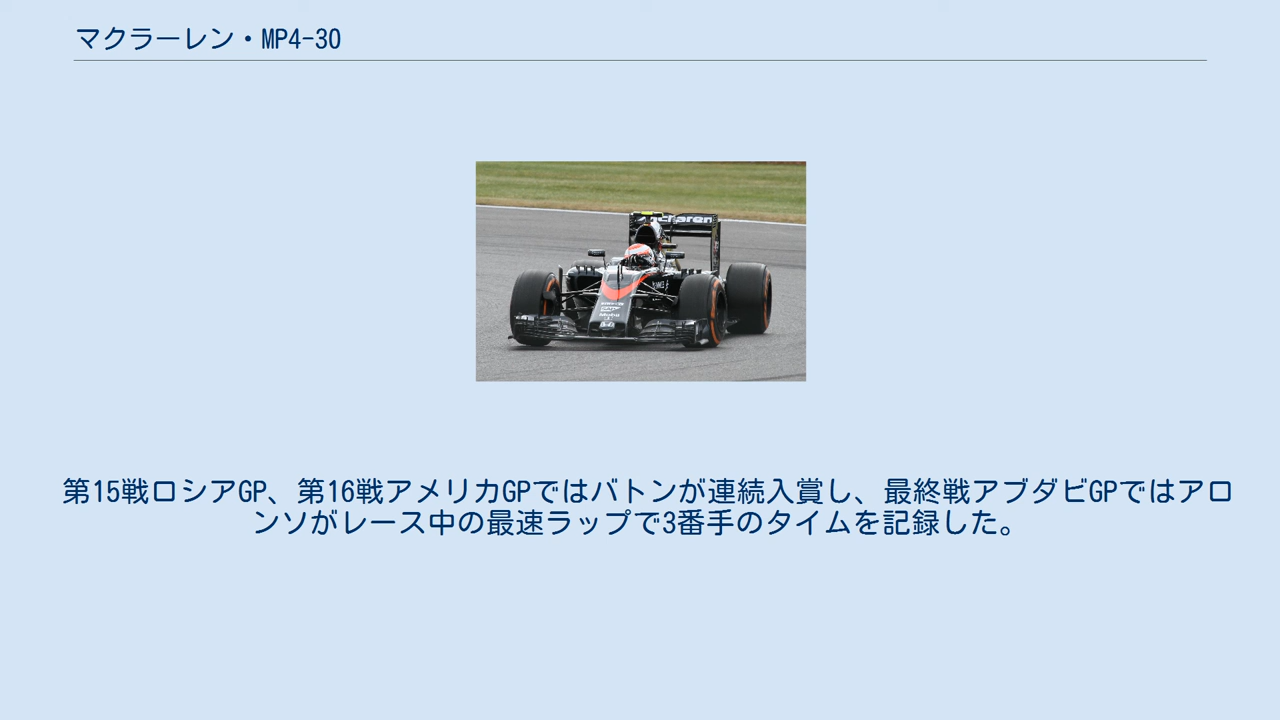 マクラーレン・MP4-30
McLaren
Mobil
第15戦ロシアGP、第16戦アメリカGPではバトンが連続入賞し、最終戦アブダビGPではアロ
ンソがレース中の最速ラップで3番手のタイムを記録した。